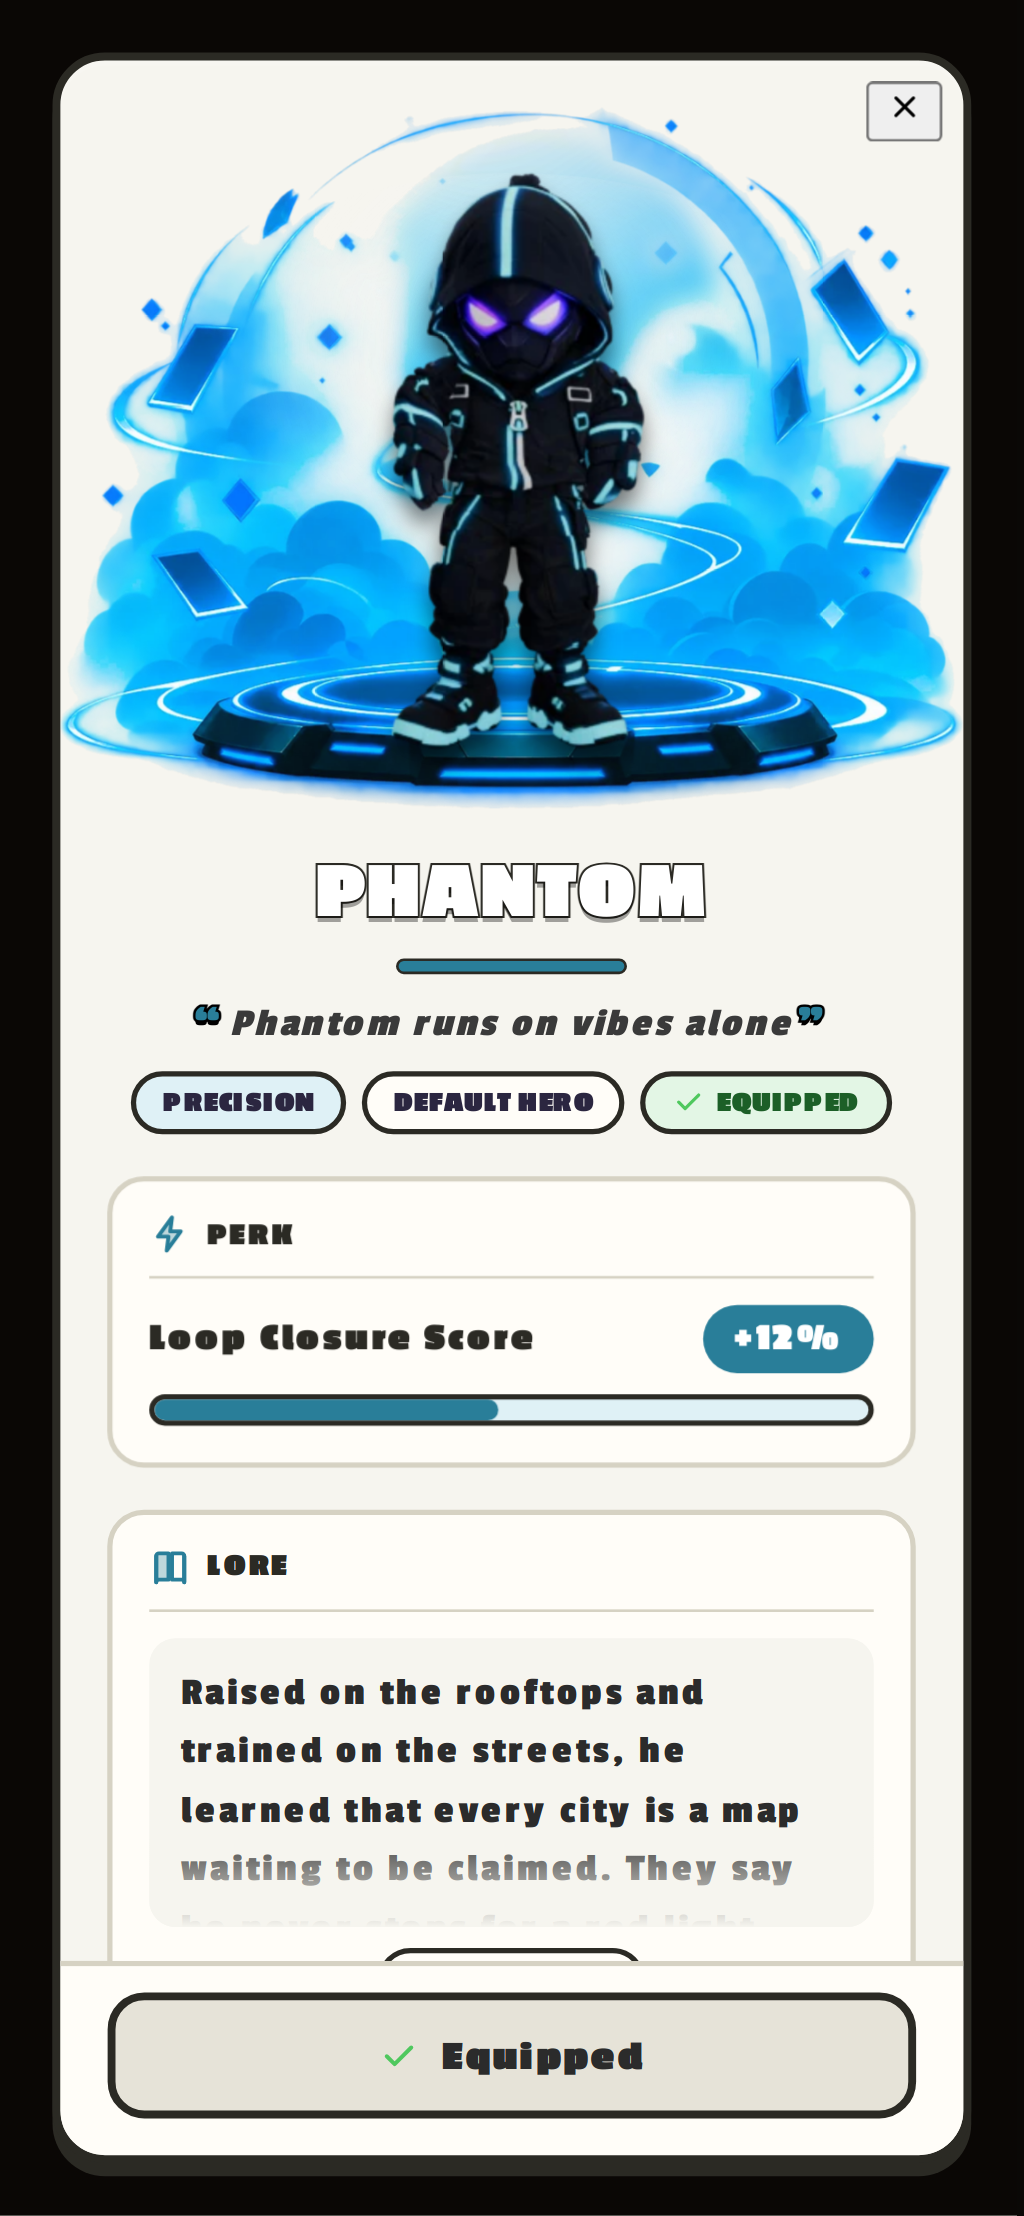 PHANTOM
❝ Phantom runs on vibes alone ❞
PRECISION
DEFAULT HERO
EQUIPPED
PERK
Loop Closure Score
+12%
LORE
Raised on the rooftops and
trained on the streets, he
learned that every city is a map
waiting to be claimed. They say
Equipped